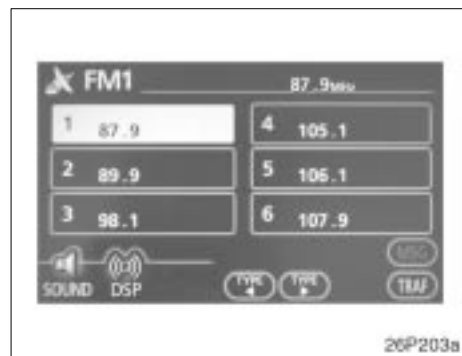 FM1 87.9MHz
1 87.9
2 89.9
3 98.1
4 105.1
5 106.1
6 107.9
MSG
SOUND DSP TYPE TYPE TRAF
26P203a